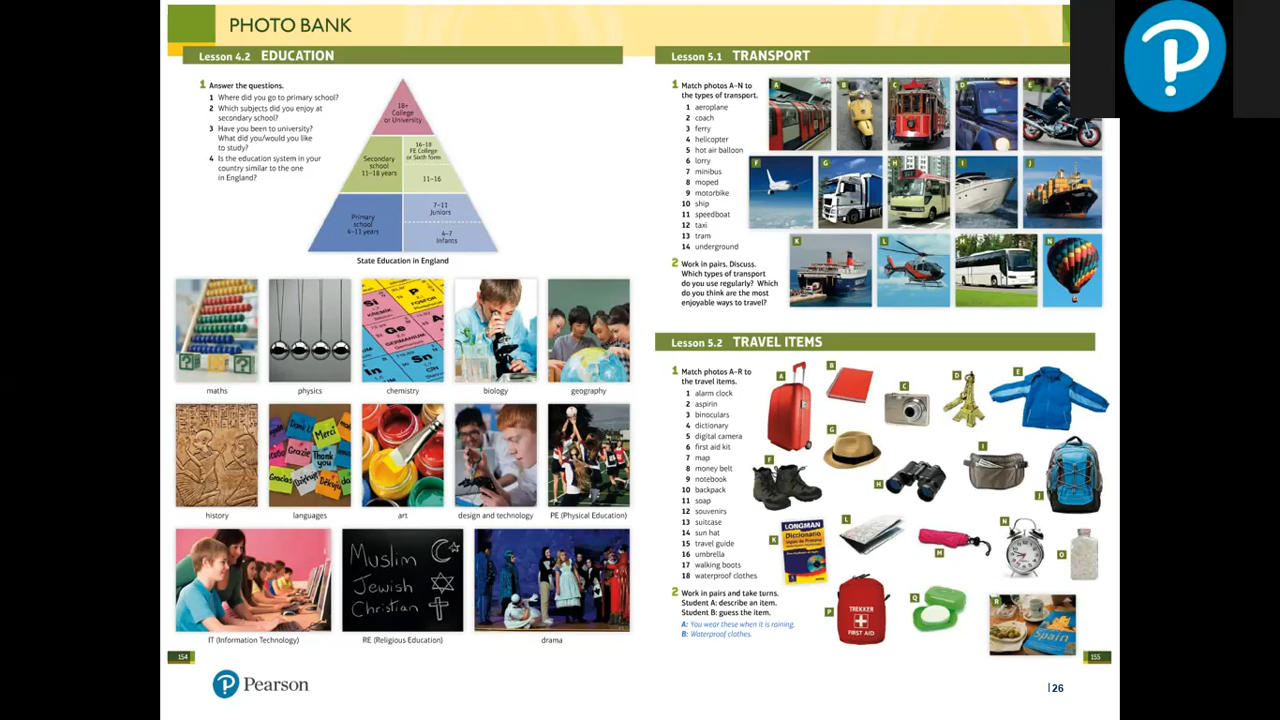 PHOTO BANK
Lesson 4.2 EDUCATION
1 Answer the questions.
1 Where did you go to primary school?
2 Which subjects did you enjoy at
secondary school?
3 Have you been to university?
What did you/would you like
to study?
4 Is the education system in your
country similar to the one
in England?
18+
College
or University
Secondary
school
11–18 years
16–18
FE College
or Sixth form
11–16
Primary
school
4–11 years
7–11
Juniors
4–7
Infants
State Education in England
maths
physics
chemistry
biology
geography
history
languages
art
design and technology
PE (Physical Education)
Merci
Grazie
Thank
you
Gracias
Si
P
Ge
GERMANIUM
Sn
In
Muslim
Jewish
Christian
IT (Information Technology)
RE (Religious Education)
drama
154
Pearson
Lesson 5.1 TRANSPORT
1 Match photos A–N to
the types of transport.
1 aeroplane
2 coach
3 ferry
4 helicopter
5 hot air balloon
6 lorry
7 minibus
8 moped
9 motorbike
10 ship
11 speedboat
12 taxi
13 tram
14 underground
2 Work in pairs. Discuss.
Which types of transport
do you use regularly? Which
do you think are the most
enjoyable ways to travel?
A
B
C
D
E
F
G
H
I
J
K
L
M
N
Lesson 5.2 TRAVEL ITEMS
1 Match photos A–R to
the travel items.
1 alarm clock
2 aspirin
3 binoculars
4 dictionary
5 digital camera
6 first aid kit
7 map
8 money belt
9 notebook
10 backpack
11 soap
12 souvenirs
13 suitcase
14 sun hat
15 travel guide
16 umbrella
17 walking boots
18 waterproof clothes
2 Work in pairs and take turns.
Student A: describe an item.
Student B: guess the item.
A: You wear these when it is raining.
B: Waterproof clothes.
A
B
C
D
E
F
G
H
I
J
K
LONGMAN
Diccionario
L
M
N
O
P
TREKKER
FIRST AID
Q
R
Spain
155
26